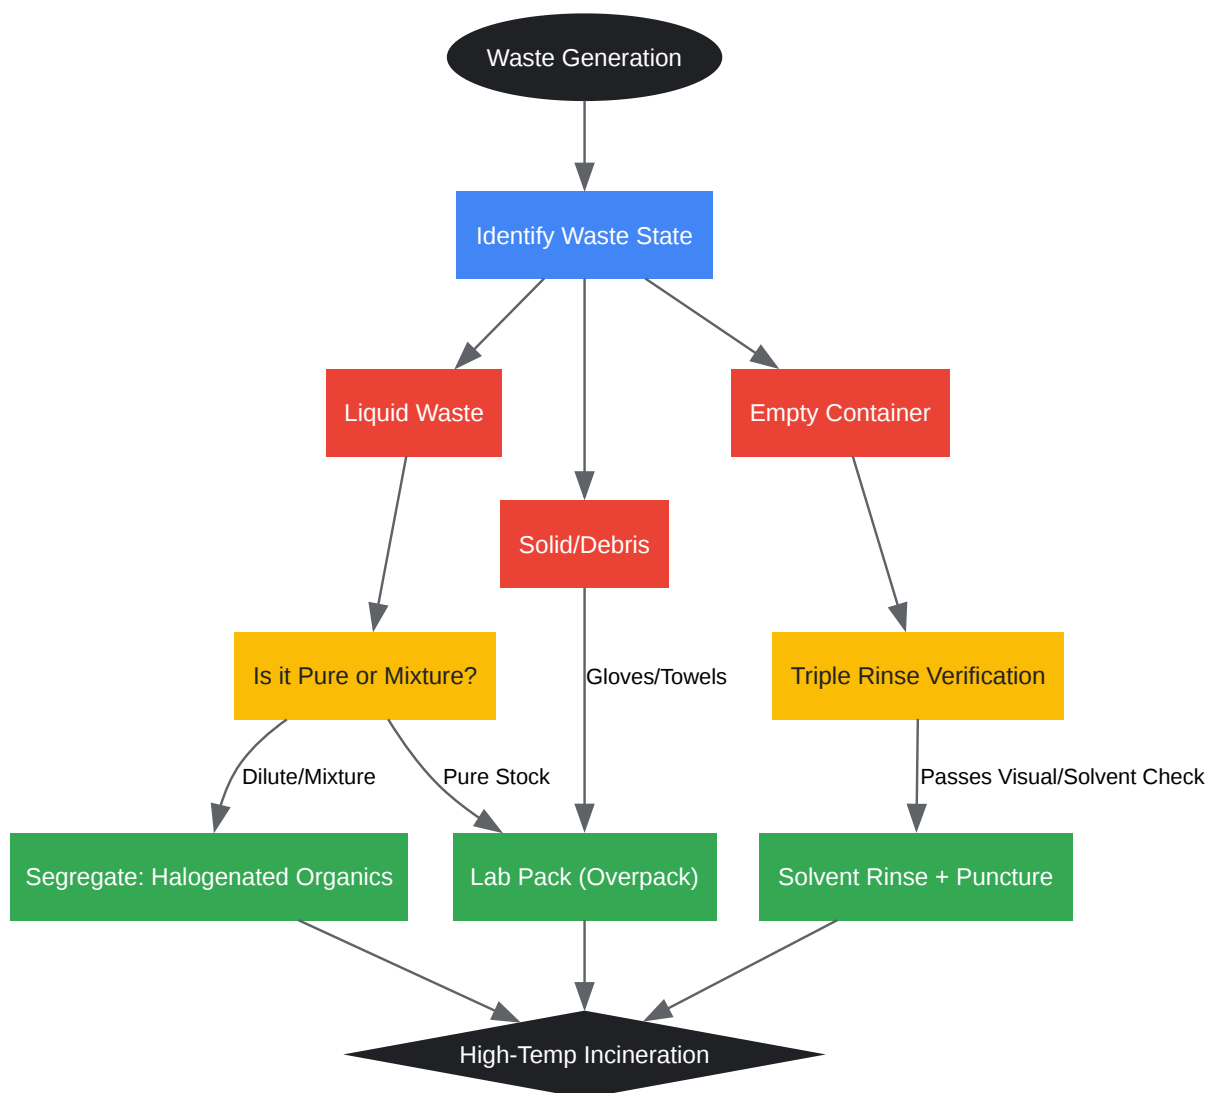 Waste Generation
Identify Waste State
Liquid Waste
Empty Container
Solid/Debris
Is it Pure or Mixture?
Gloves/Towels
Triple Rinse Verification
Dilute/Mixture
Pure Stock
Passes Visual/Solvent Check
Segregate: Halogenated Organics
Lab Pack (Overpack)
Solvent Rinse + Puncture
High-Temp Incineration